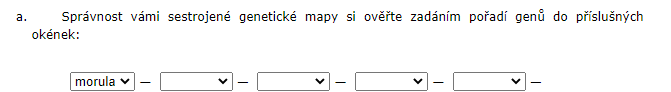 a. Správnost vámi sestrojené genetické mapy si ověřte zadáním pořadí genů do příslušných
okének:
morula — — — — —